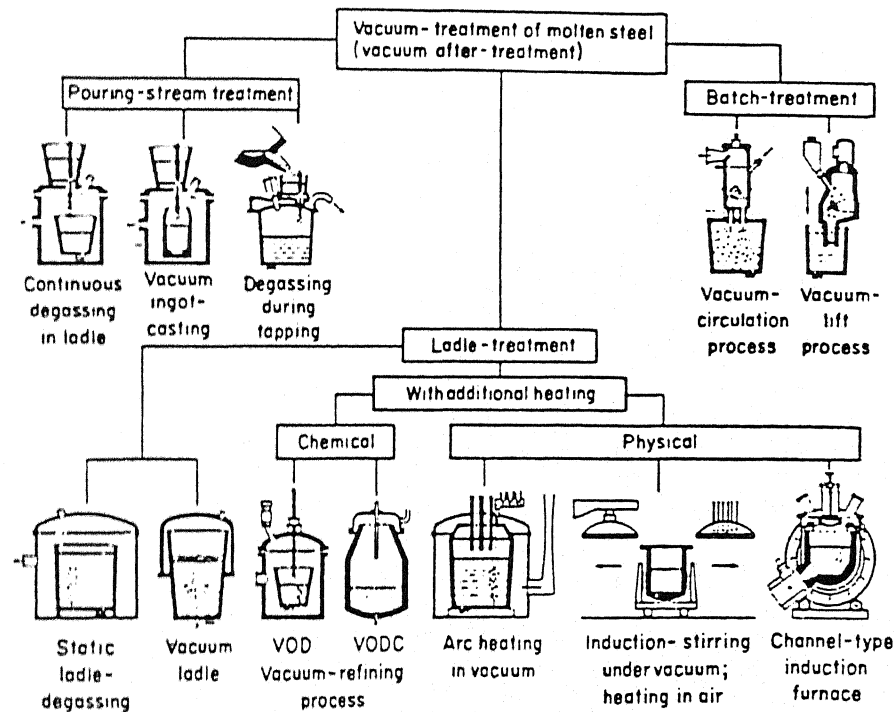 Vacuum-treatment of molten steel
(vacuum after-treatment)
Pouring-stream treatment
Batch-treatment
Continuous
degassing
in ladle
Vacuum
ingot-
casting
Degassing
during
tapping
Vacuum-
circulation
process
Vacuum-
lift
process
Ladle-treatment
With additional heating
Chemical
Physical
Static
ladle-
degassing
Vacuum
ladle
VOD
VODC
Vacuum-refining
process
Arc heating
in vacuum
Induction-stirring
under vacuum;
heating in air
Channel-type
induction
furnace